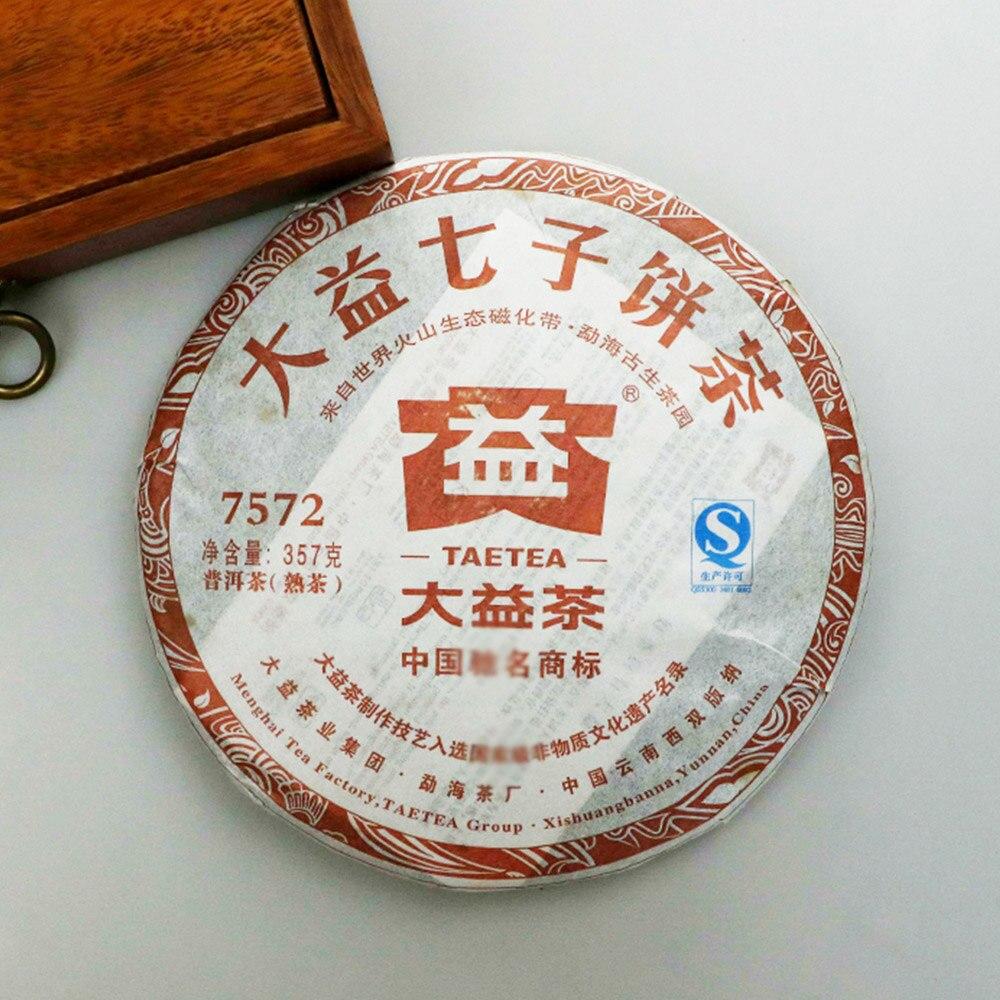 大益七子饼茶
来自世界火山生态磁化带·勐海古生茶园
益
®
TAETEA
大益茶
中国名商标
7572
净含量: 357克
普洱茶(熟茶)
S
生产许可
大益茶制作技艺入选非物质文化遗产名录
大益茶业集团·勐海茶厂·中国云南西双版纳
Menghai Tea Factory,TAETEA Group · Xishuangbanna,Yunnan,China